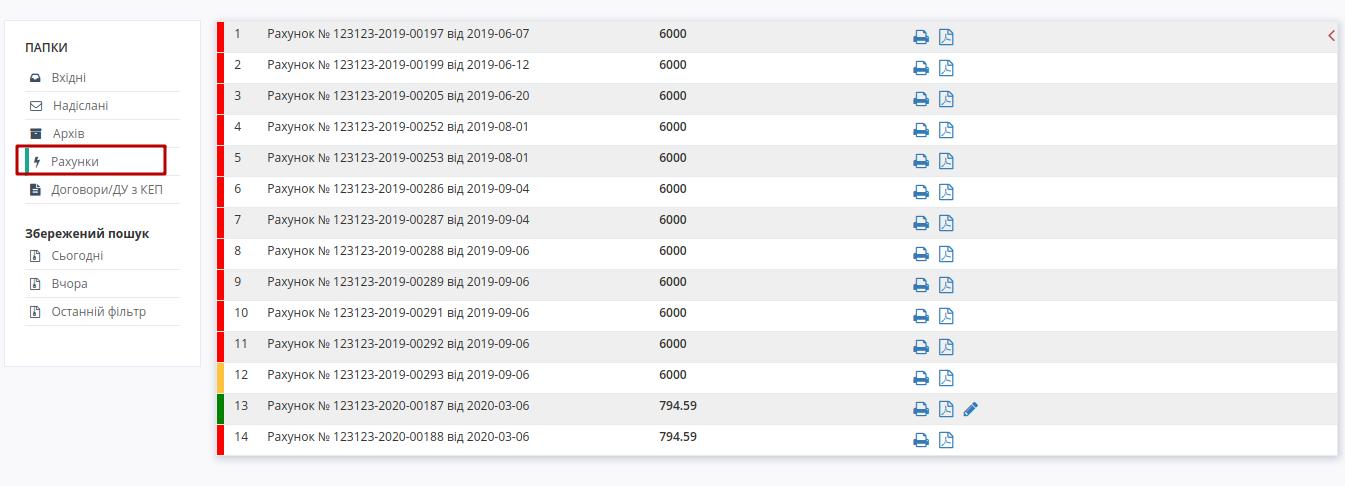 ПАПКИ
Вхідні
Надіслані
Архів
Рахунки
Договори/ДУ з КЕП
Збережений пошук
Сьогодні
Вчора
Останній фільтр
1 Рахунок № 123123-2019-00197 від 2019-06-07 6000
2 Рахунок № 123123-2019-00199 від 2019-06-12 6000
3 Рахунок № 123123-2019-00205 від 2019-06-20 6000
4 Рахунок № 123123-2019-00252 від 2019-08-01 6000
5 Рахунок № 123123-2019-00253 від 2019-08-01 6000
6 Рахунок № 123123-2019-00286 від 2019-09-04 6000
7 Рахунок № 123123-2019-00287 від 2019-09-04 6000
8 Рахунок № 123123-2019-00288 від 2019-09-06 6000
9 Рахунок № 123123-2019-00289 від 2019-09-06 6000
10 Рахунок № 123123-2019-00291 від 2019-09-06 6000
11 Рахунок № 123123-2019-00292 від 2019-09-06 6000
12 Рахунок № 123123-2019-00293 від 2019-09-06 6000
13 Рахунок № 123123-2020-00187 від 2020-03-06 794.59
14 Рахунок № 123123-2020-00188 від 2020-03-06 794.59